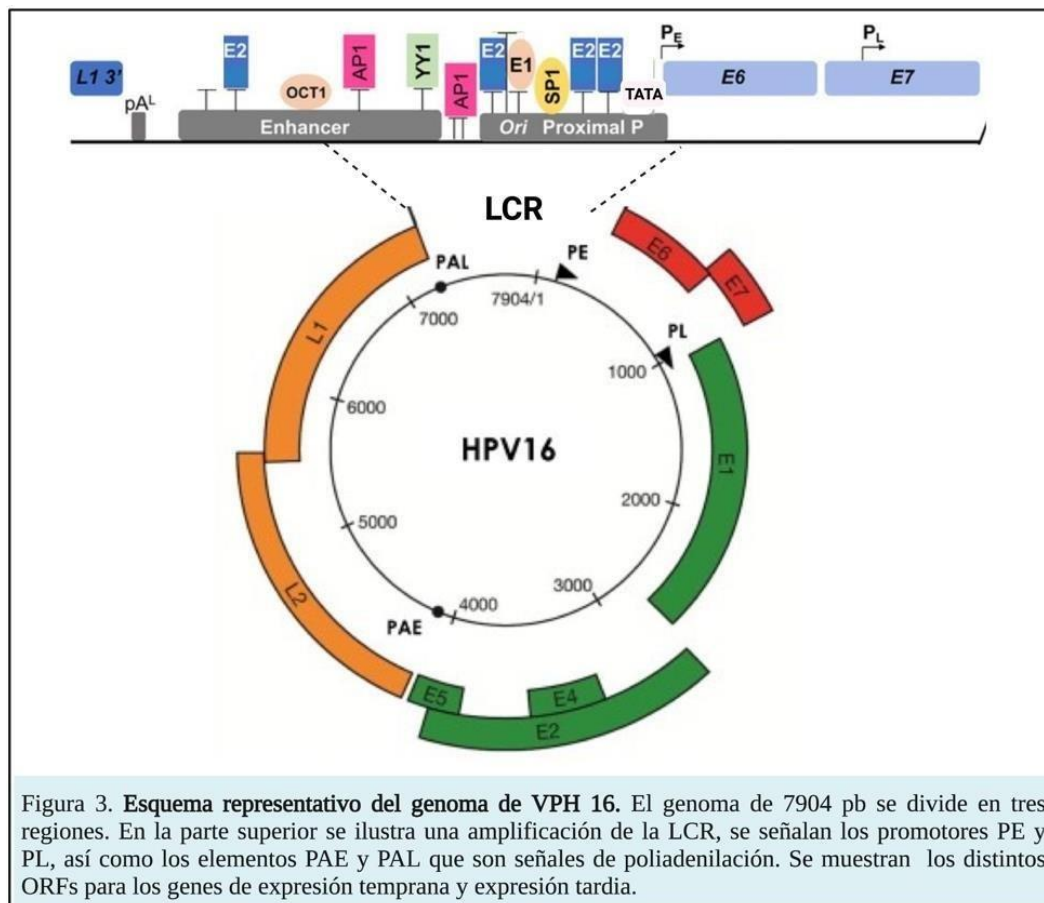 L1 3'
pAL
E2
OCT1
AP1
YY1
AP1
E2
E1
SP1
E2
E2
TATA
PE
E6
PL
E7
Enhancer
Ori Proximal P
LCR
PAL
PE
7904/1
7000
E6
E7
PL
1000
L1
6000
HPV16
E1
2000
5000
L2
3000
4000
PAE
E5
E4
E2
Figura 3. Esquema representativo del genoma de VPH 16. El genoma de 7904 pb se divide en tres
regiones. En la parte superior se ilustra una amplificación de la LCR, se señalan los promotores PE y
PL, así como los elementos PAE y PAL que son señales de poliadenilación. Se muestran los distintos
ORFs para los genes de expresión temprana y expresión tardia.